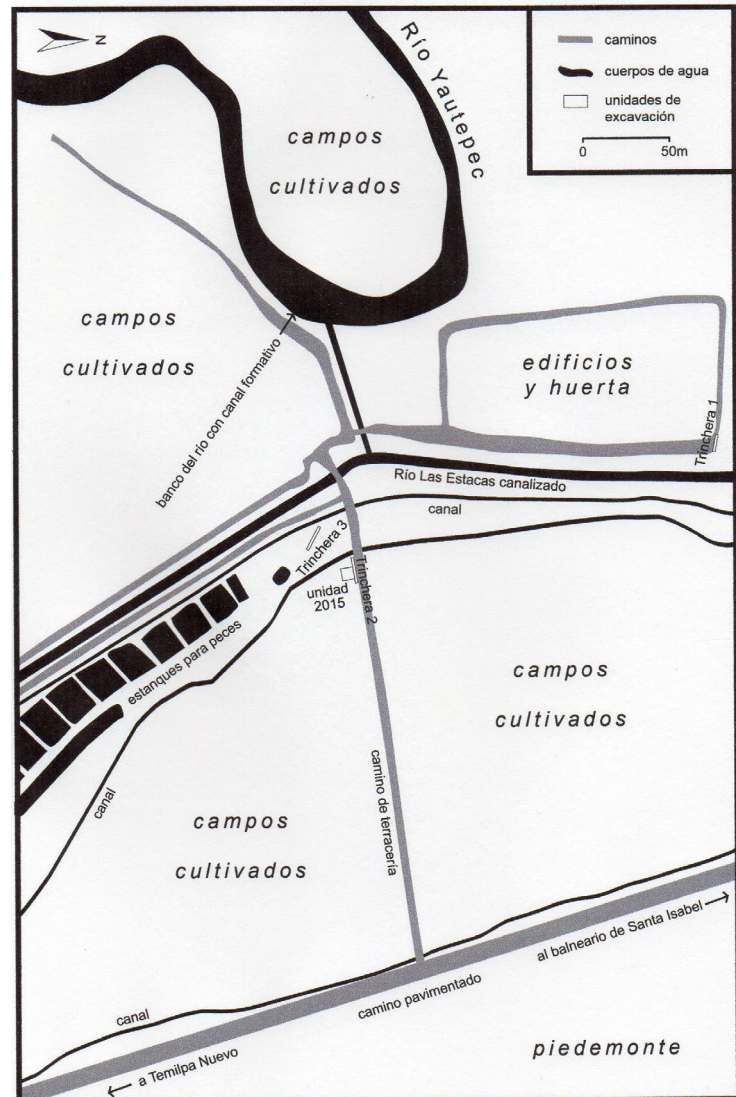 N
caminos
cuerpos de agua
unidades de
excavación
0 50m
Río Yautepec
campos
cultivados
campos
cultivados
banco del río con canal formativo
edificios
y huerta
Trinchera 1
Río Las Estacas canalizado
canal
Trinchera 3
unidad
2015
Trinchera 2
estanques para peces
campos
cultivados
canal
campos
cultivados
camino de terracería
al balneario de Santa Isabel
camino pavimentado
canal
a Temilpa Nuevo
piedemonte